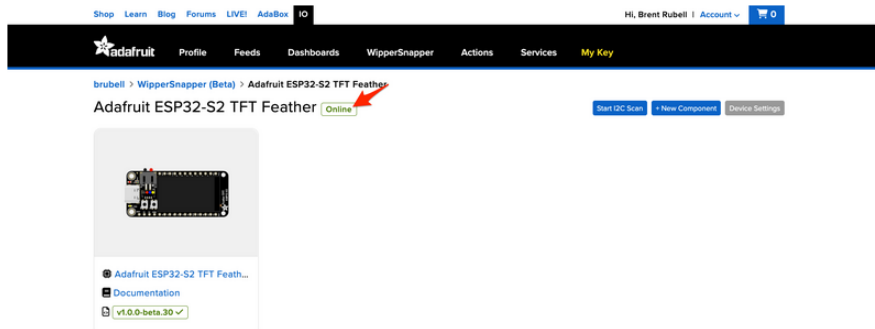 Shop Learn Blog Forums LIVE! AdaBox IO Hi, Brent Rubell | Account 0
adafruit Profile Feeds Dashboards WipperSnapper Actions Services My Key
brubell > WipperSnapper (Beta) > Adafruit ESP32-S2 TFT Feather
Adafruit ESP32-S2 TFT Feather Online Start I2C Scan + New Component Device Settings
Adafruit ESP32-S2 TFT Feath...
Documentation
v1.0.0-beta.30 ✓